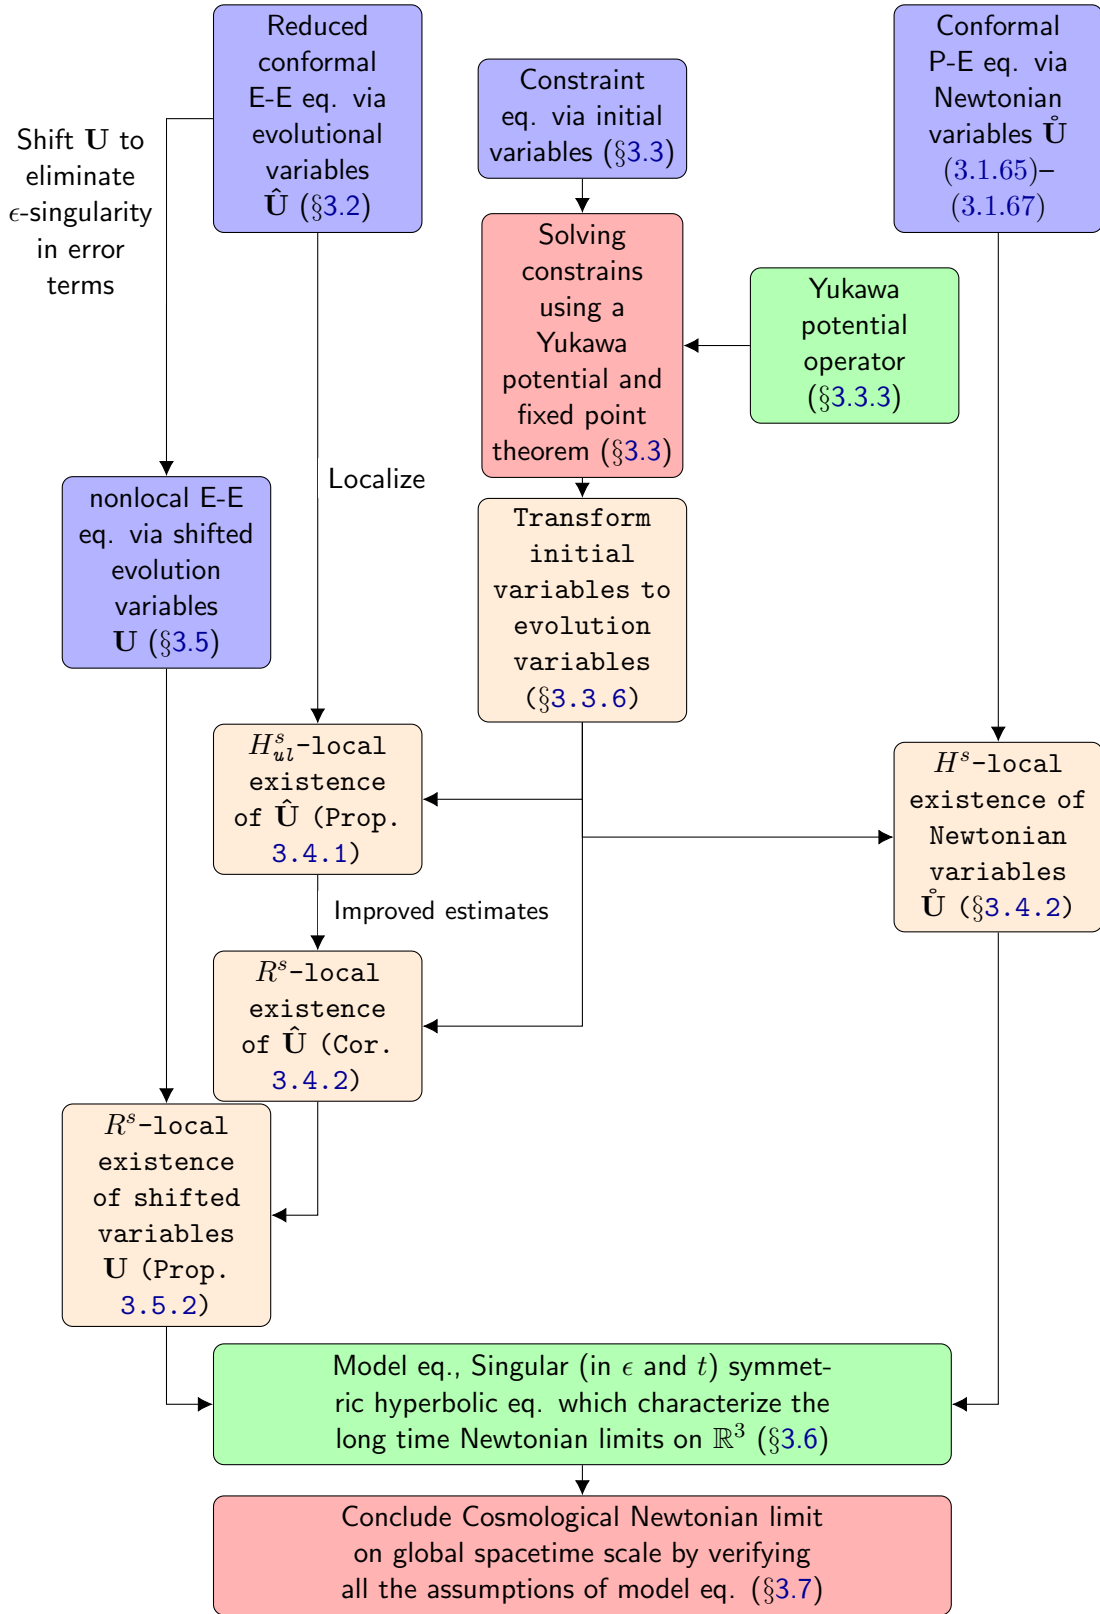 Reduced
conformal
E-E eq. via
evolutional
variables
Û (§3.2)
Constraint
eq. via initial
variables (§3.3)
Conformal
P-E eq. via
Newtonian
variables Ů
(3.1.65)–
(3.1.67)
Shift U to
eliminate
ϵ-singularity
in error
terms
Solving
constrains
using a
Yukawa
potential and
fixed point
theorem (§3.3)
Yukawa
potential
operator
(§3.3.3)
Localize
nonlocal E-E
eq. via shifted
evolution
variables
U (§3.5)
Transform
initial
variables to
evolution
variables
(§3.3.6)
H^s_{ul}-local
existence
of Û (Prop.
3.4.1)
H^s-local
existence of
Newtonian
variables
Ů (§3.4.2)
Improved estimates
R^s-local
existence
of Û (Cor.
3.4.2)
R^s-local
existence
of shifted
variables
U (Prop.
3.5.2)
Model eq., Singular (in ϵ and t) symmet-
ric hyperbolic eq. which characterize the
long time Newtonian limits on ℝ³ (§3.6)
Conclude Cosmological Newtonian limit
on global spacetime scale by verifying
all the assumptions of model eq. (§3.7)